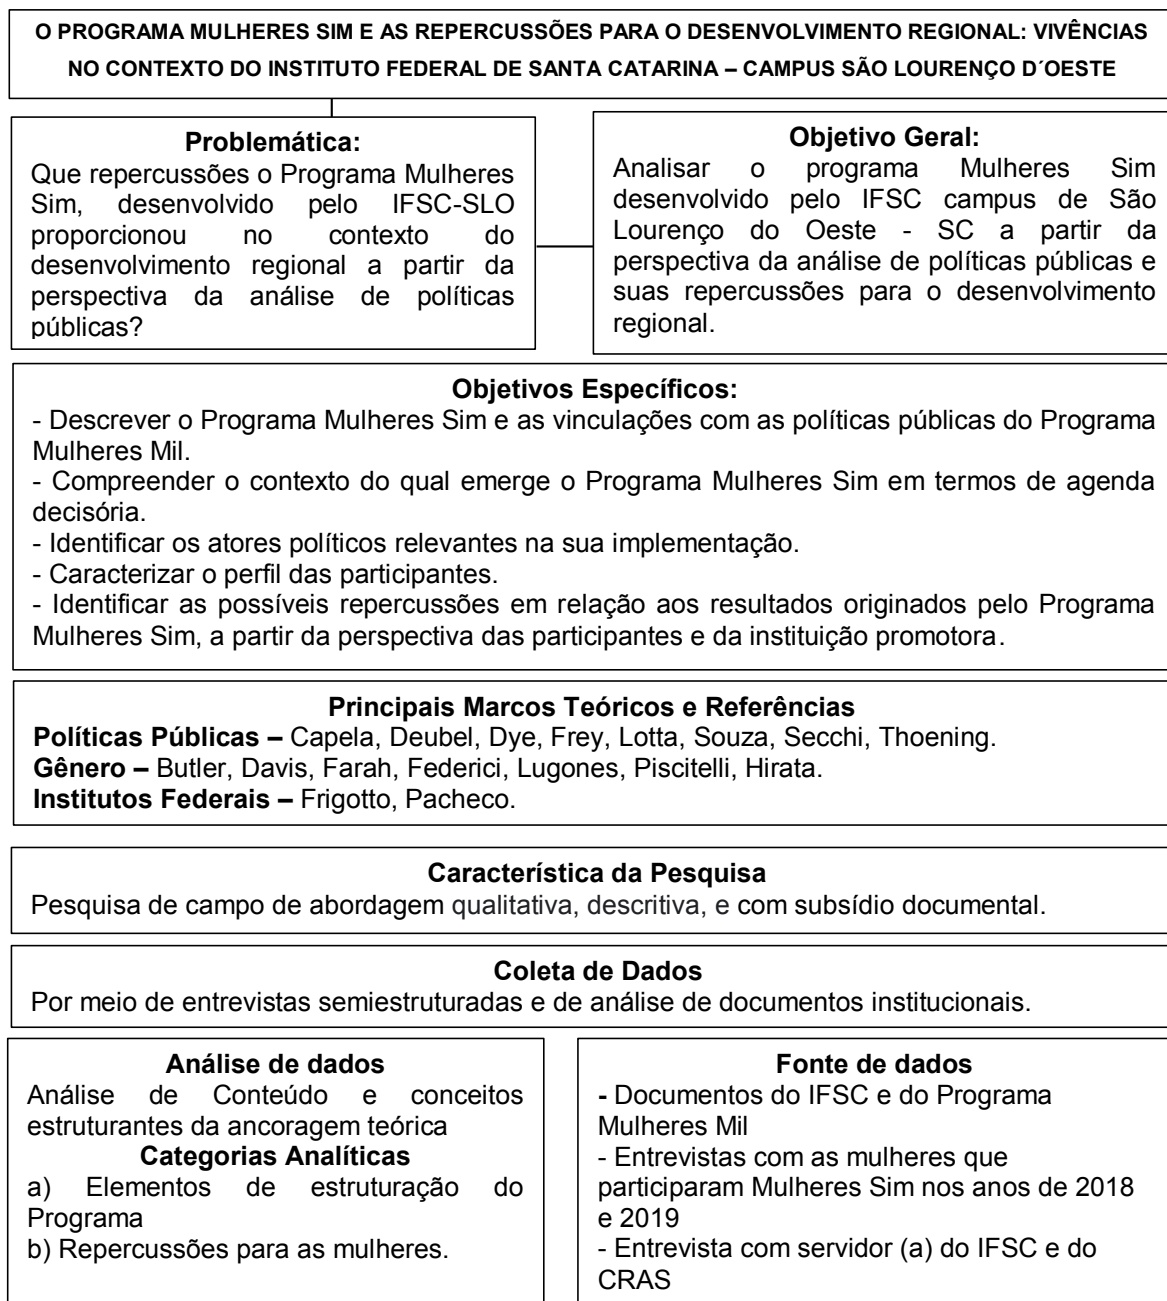 O PROGRAMA MULHERES SIM E AS REPERCUSSÕES PARA O DESENVOLVIMENTO REGIONAL: VIVÊNCIAS
NO CONTEXTO DO INSTITUTO FEDERAL DE SANTA CATARINA – CAMPUS SÃO LOURENÇO D´OESTE
Problemática:
Que repercussões o Programa Mulheres
Sim, desenvolvido pelo IFSC-SLO
proporcionou no contexto do
desenvolvimento regional a partir da
perspectiva da análise de políticas
públicas?
Objetivo Geral:
Analisar o programa Mulheres Sim
desenvolvido pelo IFSC campus de São
Lourenço do Oeste - SC a partir da
perspectiva da análise de políticas públicas e
suas repercussões para o desenvolvimento
regional.
Objetivos Específicos:
- Descrever o Programa Mulheres Sim e as vinculações com as políticas públicas do Programa
Mulheres Mil.
- Compreender o contexto do qual emerge o Programa Mulheres Sim em termos de agenda
decisória.
- Identificar os atores políticos relevantes na sua implementação.
- Caracterizar o perfil das participantes.
- Identificar as possíveis repercussões em relação aos resultados originados pelo Programa
Mulheres Sim, a partir da perspectiva das participantes e da instituição promotora.
Principais Marcos Teóricos e Referências
Políticas Públicas – Capela, Deubel, Dye, Frey, Lotta, Souza, Secchi, Thoening.
Gênero – Butler, Davis, Farah, Federici, Lugones, Piscitelli, Hirata.
Institutos Federais – Frigotto, Pacheco.
Característica da Pesquisa
Pesquisa de campo de abordagem qualitativa, descritiva, e com subsídio documental.
Coleta de Dados
Por meio de entrevistas semiestruturadas e de análise de documentos institucionais.
Análise de dados
Análise de Conteúdo e conceitos
estruturantes da ancoragem teórica
Categorias Analíticas
a) Elementos de estruturação do
Programa
b) Repercussões para as mulheres.
Fonte de dados
- Documentos do IFSC e do Programa
Mulheres Mil
- Entrevistas com as mulheres que
participaram Mulheres Sim nos anos de 2018
e 2019
- Entrevista com servidor (a) do IFSC e do
CRAS